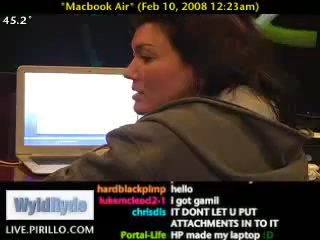 *Macbook Air* (Feb 10, 2008 12:23am)
45.2°
WyldRyde
LIVE.PIRILLO.COM
hardblackpimp hello
lukemcleod2-1 i got gamil
chrisdis IT DONT LET U PUT
ATTACHMENTS IN TO IT
Portal-Life HP made my laptop :D